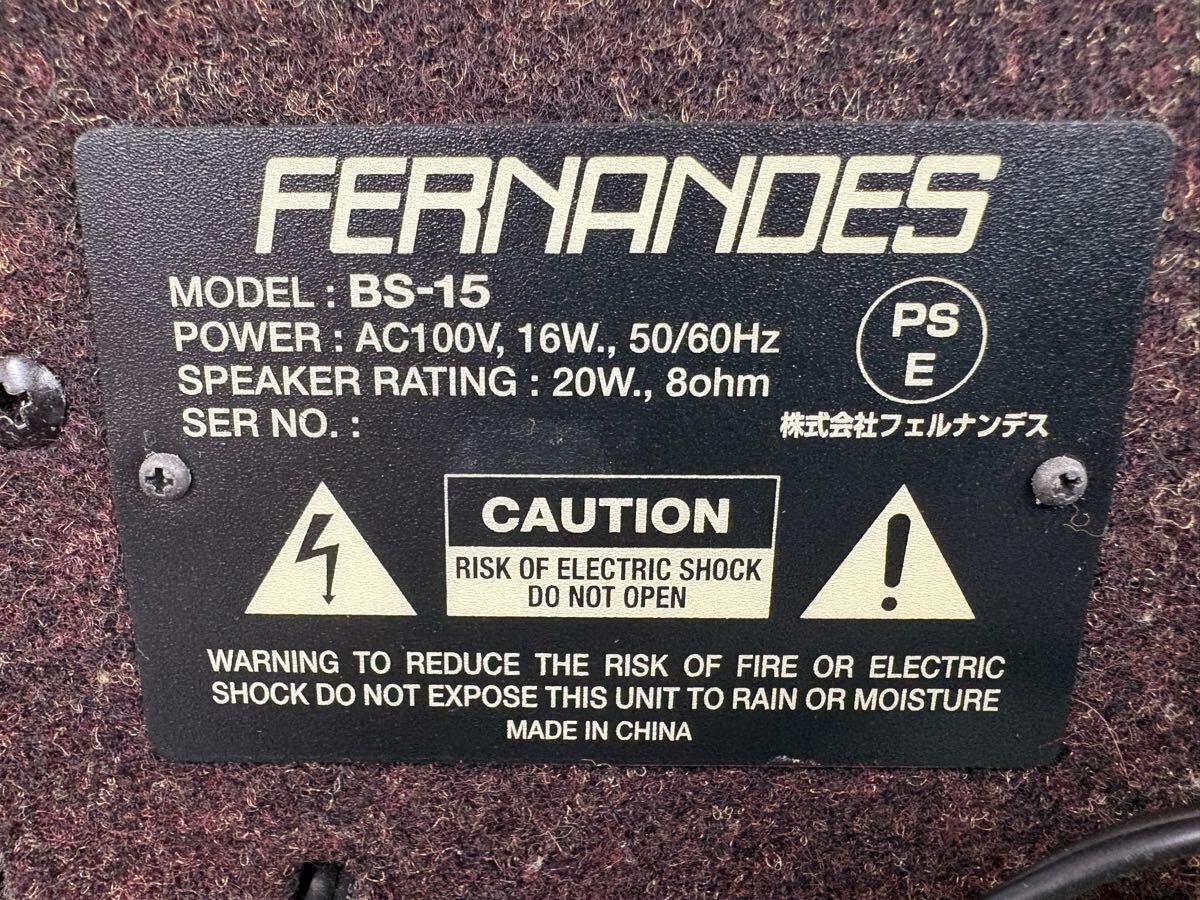 FERNANDES
MODEL : BS-15
POWER : AC100V, 16W., 50/60Hz
SPEAKER RATING : 20W., 8ohm
SER NO. :
PS
E
株式会社フェルナンデス
CAUTION
RISK OF ELECTRIC SHOCK
DO NOT OPEN
WARNING TO REDUCE THE RISK OF FIRE OR ELECTRIC
SHOCK DO NOT EXPOSE THIS UNIT TO RAIN OR MOISTURE
MADE IN CHINA